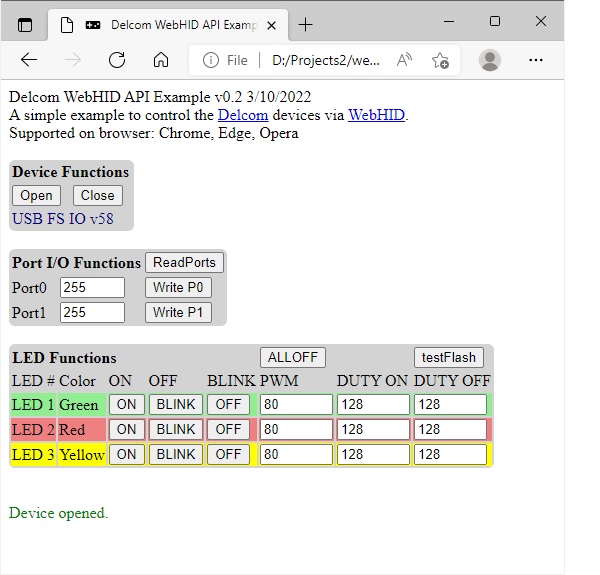 Delcom WebHID API Examp
File D:/Projects2/we...
Delcom WebHID API Example v0.2 3/10/2022
A simple example to control the Delcom devices via WebHID.
Supported on browser: Chrome, Edge, Opera
Device Functions
Open Close
USB FS IO v58
Port I/O Functions ReadPorts
Port0 255 Write P0
Port1 255 Write P1
LED Functions ALLOFF testFlash
LED # Color ON OFF BLINK PWM DUTY ON DUTY OFF
LED 1 Green ON BLINK OFF 80 128 128
LED 2 Red ON BLINK OFF 80 128 128
LED 3 Yellow ON BLINK OFF 80 128 128
Device opened.